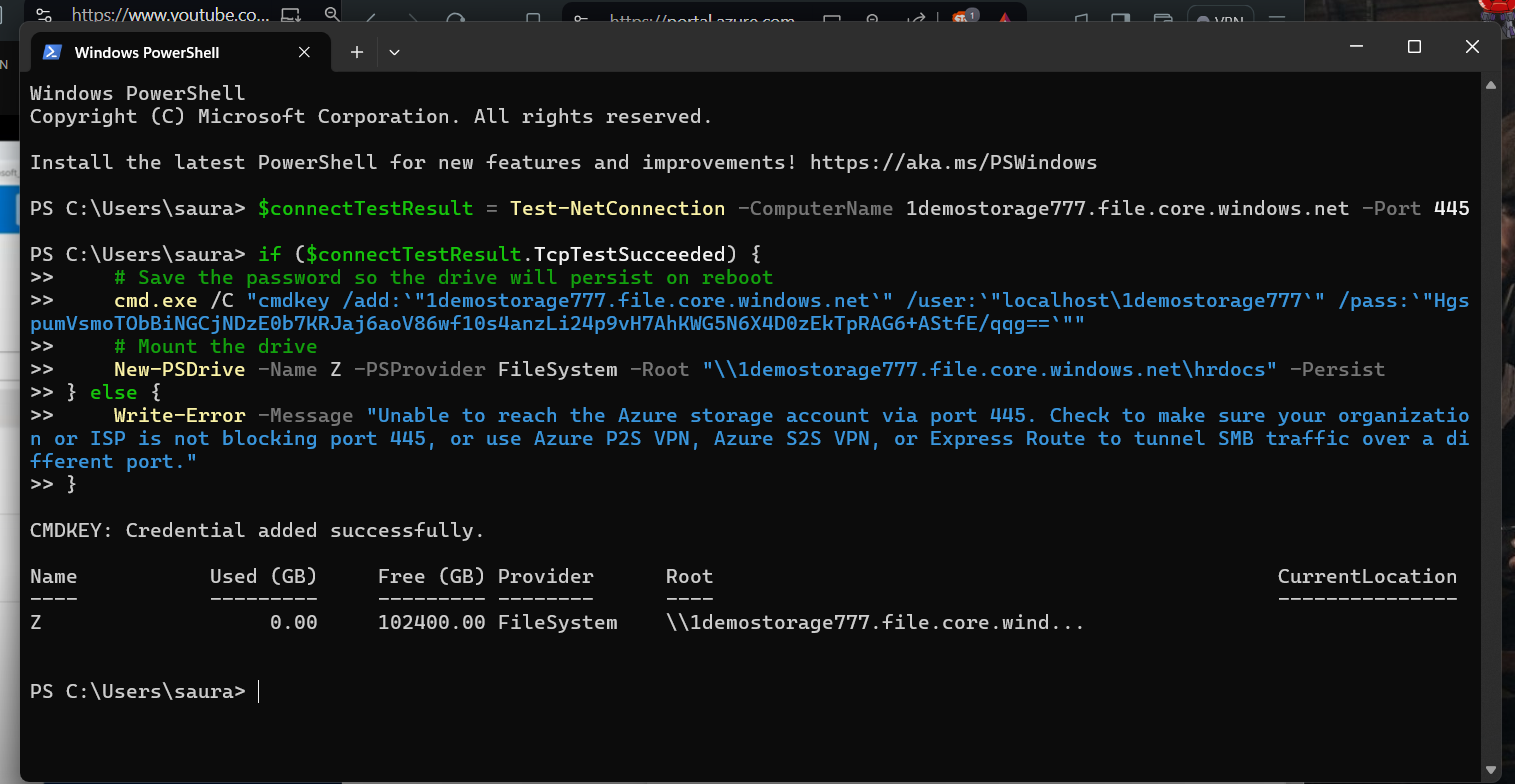 https://www.youtube.co...
https://portal.azure.com
1
VPN
Windows PowerShell
Windows PowerShell
Copyright (C) Microsoft Corporation. All rights reserved.
Install the latest PowerShell for new features and improvements! https://aka.ms/PSWindows
PS C:\Users\saura> $connectTestResult = Test-NetConnection -ComputerName 1demostorage777.file.core.windows.net -Port 445
PS C:\Users\saura> if ($connectTestResult.TcpTestSucceeded) {
>>     # Save the password so the drive will persist on reboot
>>     cmd.exe /C "cmdkey /add:`"1demostorage777.file.core.windows.net`" /user:`"localhost\1demostorage777`" /pass:`"Hgs
pumVsmoTObBiNGCjNDzE0b7KRJaj6aoV86wf10s4anzLi24p9vH7AhKWG5N6X4D0zEkTpRAG6+AStfE/qqg==`""
>>     # Mount the drive
>>     New-PSDrive -Name Z -PSProvider FileSystem -Root "\\1demostorage777.file.core.windows.net\hrdocs" -Persist
>> } else {
>>     Write-Error -Message "Unable to reach the Azure storage account via port 445. Check to make sure your organizatio
n or ISP is not blocking port 445, or use Azure P2S VPN, Azure S2S VPN, or Express Route to tunnel SMB traffic over a di
fferent port."
>> }
CMDKEY: Credential added successfully.
Name Used (GB) Free (GB) Provider Root CurrentLocation
---- --------- --------- -------- ---- ---------------
Z 0.00 102400.00 FileSystem \\1demostorage777.file.core.wind...
PS C:\Users\saura>